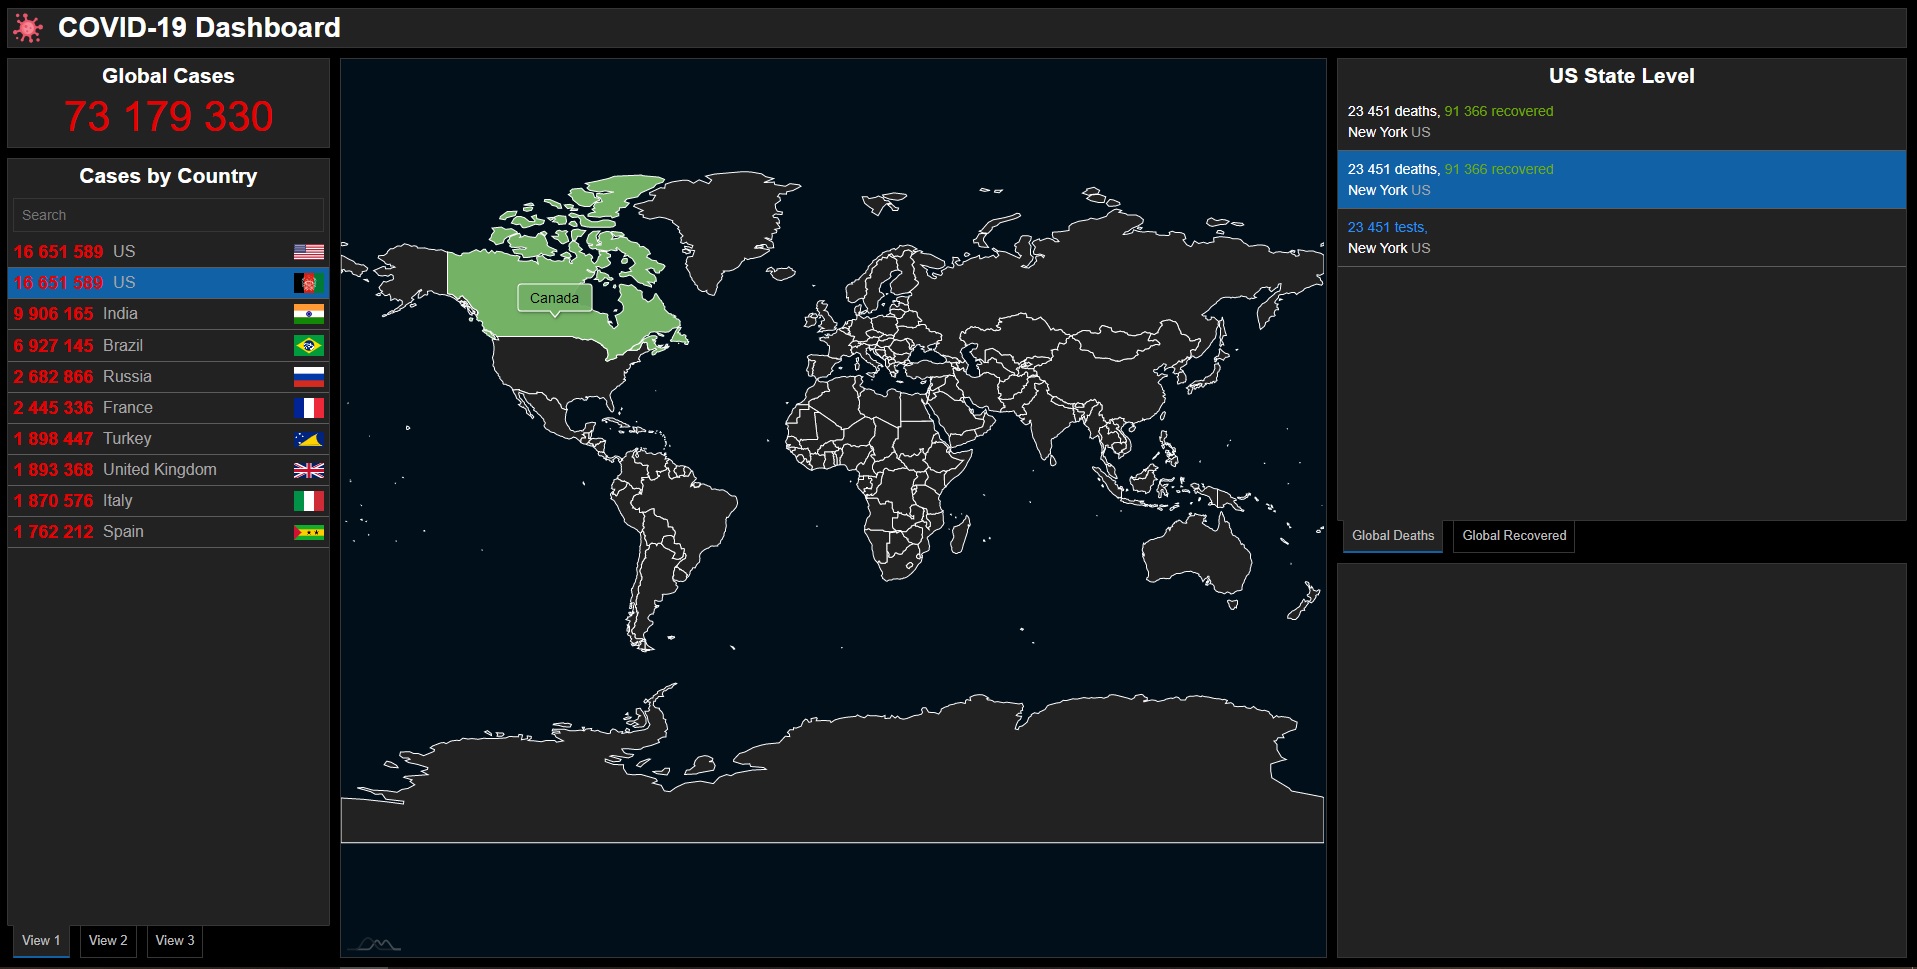 COVID-19 Dashboard
Global Cases
73 179 330
Cases by Country
Search
16 651 589 US
16 651 589 US
9 906 165 India
6 927 145 Brazil
2 682 866 Russia
2 445 336 France
1 898 447 Turkey
1 893 368 United Kingdom
1 870 576 Italy
1 762 212 Spain
View 1 View 2 View 3
Canada
US State Level
23 451 deaths, 91 366 recovered
New York US
23 451 deaths, 91 366 recovered
New York US
23 451 tests,
New York US
Global Deaths Global Recovered